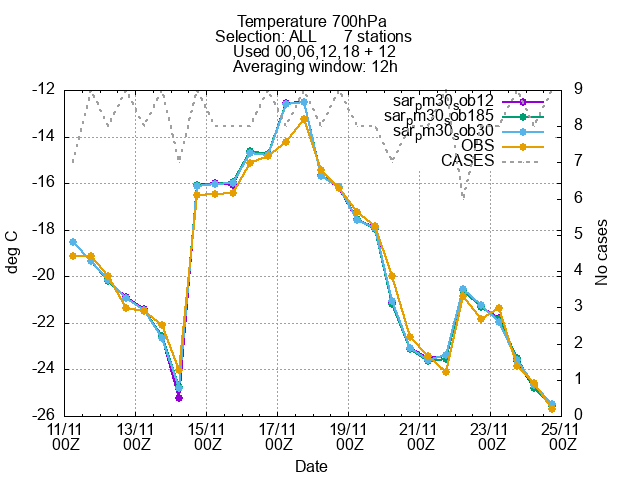 Temperature 700hPa
Selection: ALL 7 stations
Used 00,06,12,18 + 12
Averaging window: 12h
-12
-14
-16
-18
-20
-22
-24
-26
deg C
9
8
7
6
5
4
3
2
1
0
No cases
sarpm30sob12
sarpm30sob185
sarpm30sob30
OBS
CASES
11/11 13/11 15/11 17/11 19/11 21/11 23/11 25/11
00Z 00Z 00Z 00Z 00Z 00Z 00Z 00Z
Date